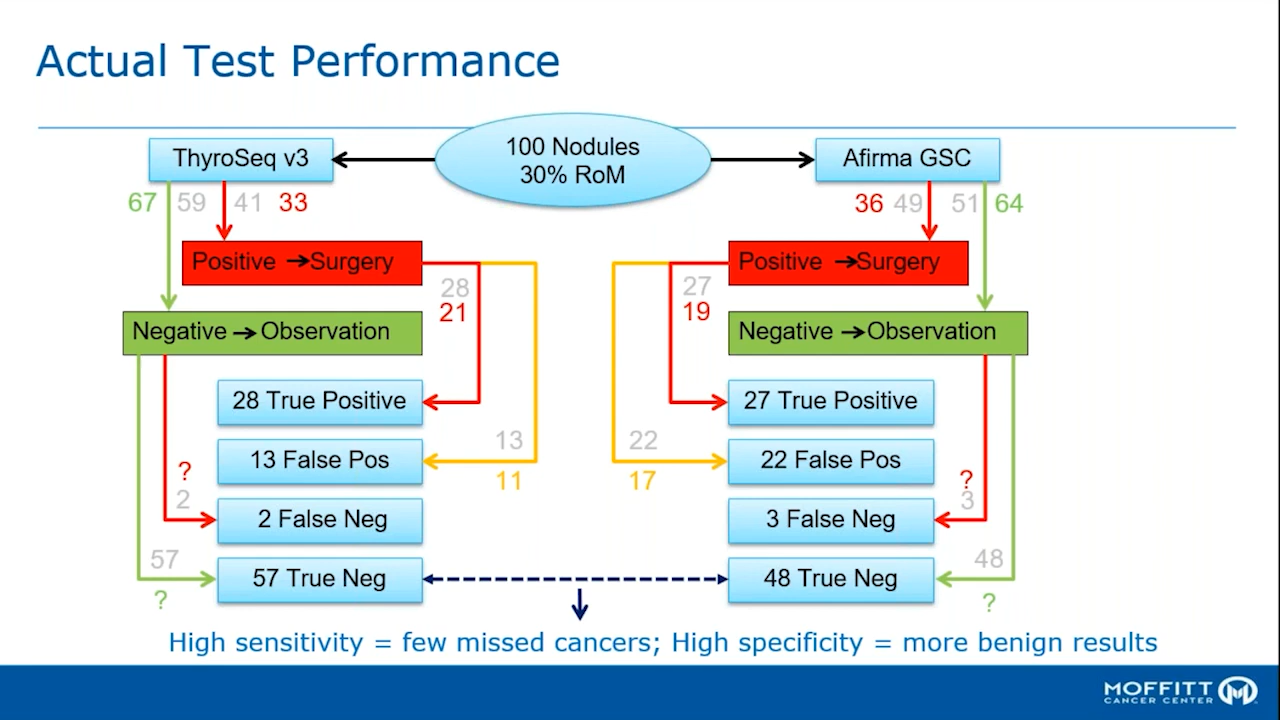 Actual Test Performance
100 Nodules
30% RoM
ThyroSeq v3
Afirma GSC
67 59 41 33
36 49 51 64
Positive → Surgery
Positive → Surgery
28
21
27
19
Negative → Observation
Negative → Observation
28 True Positive
27 True Positive
13
11
22
17
13 False Pos
22 False Pos
?
2
?
3
2 False Neg
3 False Neg
57
?
48
?
57 True Neg
48 True Neg
High sensitivity = few missed cancers; High specificity = more benign results
MOFFITT
CANCER CENTER